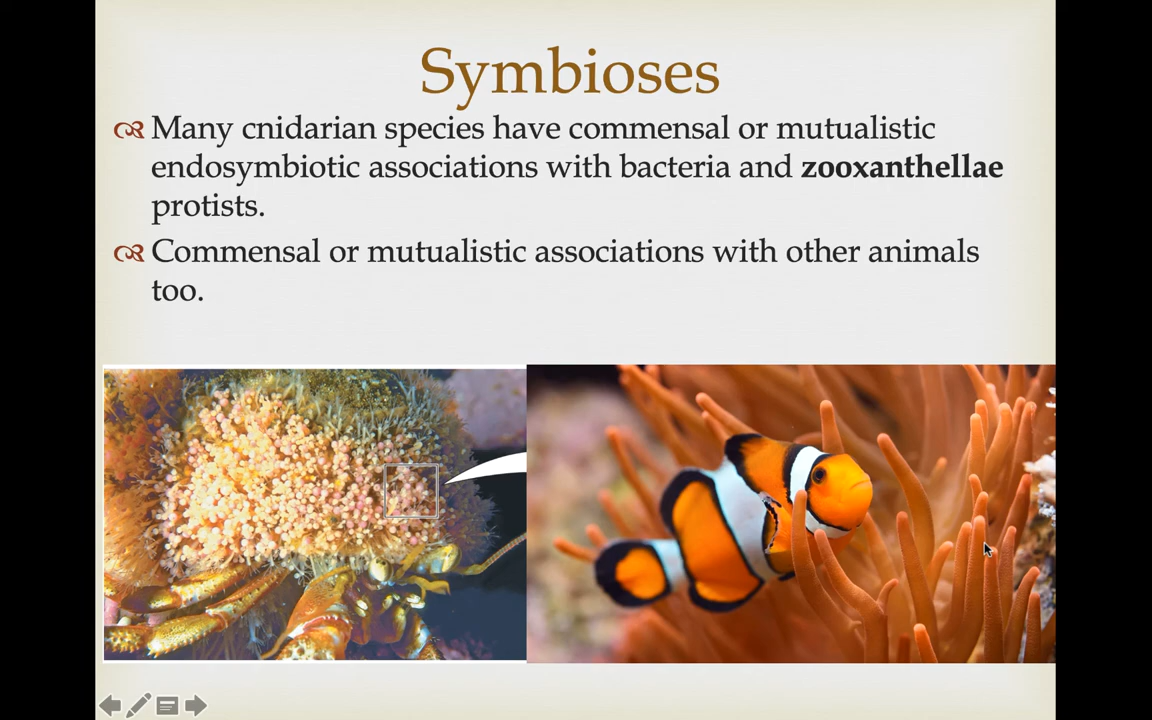 Symbioses
Many cnidarian species have commensal or mutualistic
endosymbiotic associations with bacteria and zooxanthellae
protists.
Commensal or mutualistic associations with other animals
too.